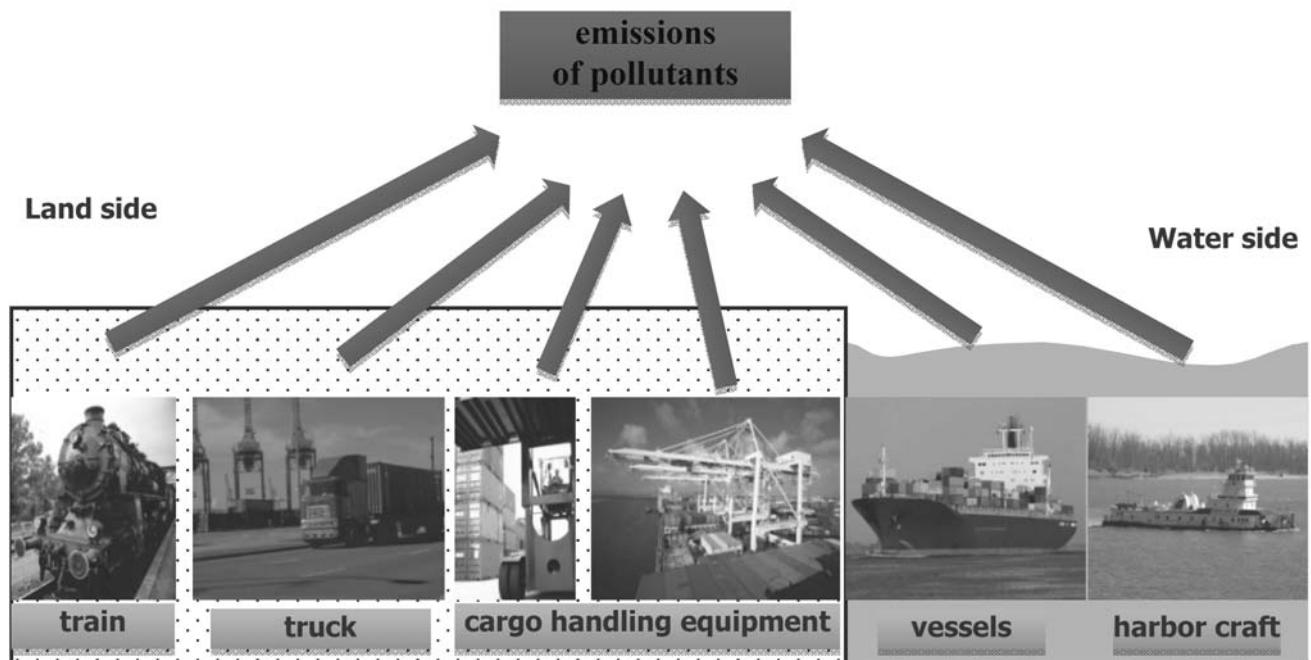 emissions
of pollutants
Land side
Water side
train
truck
cargo handling equipment
vessels
harbor craft